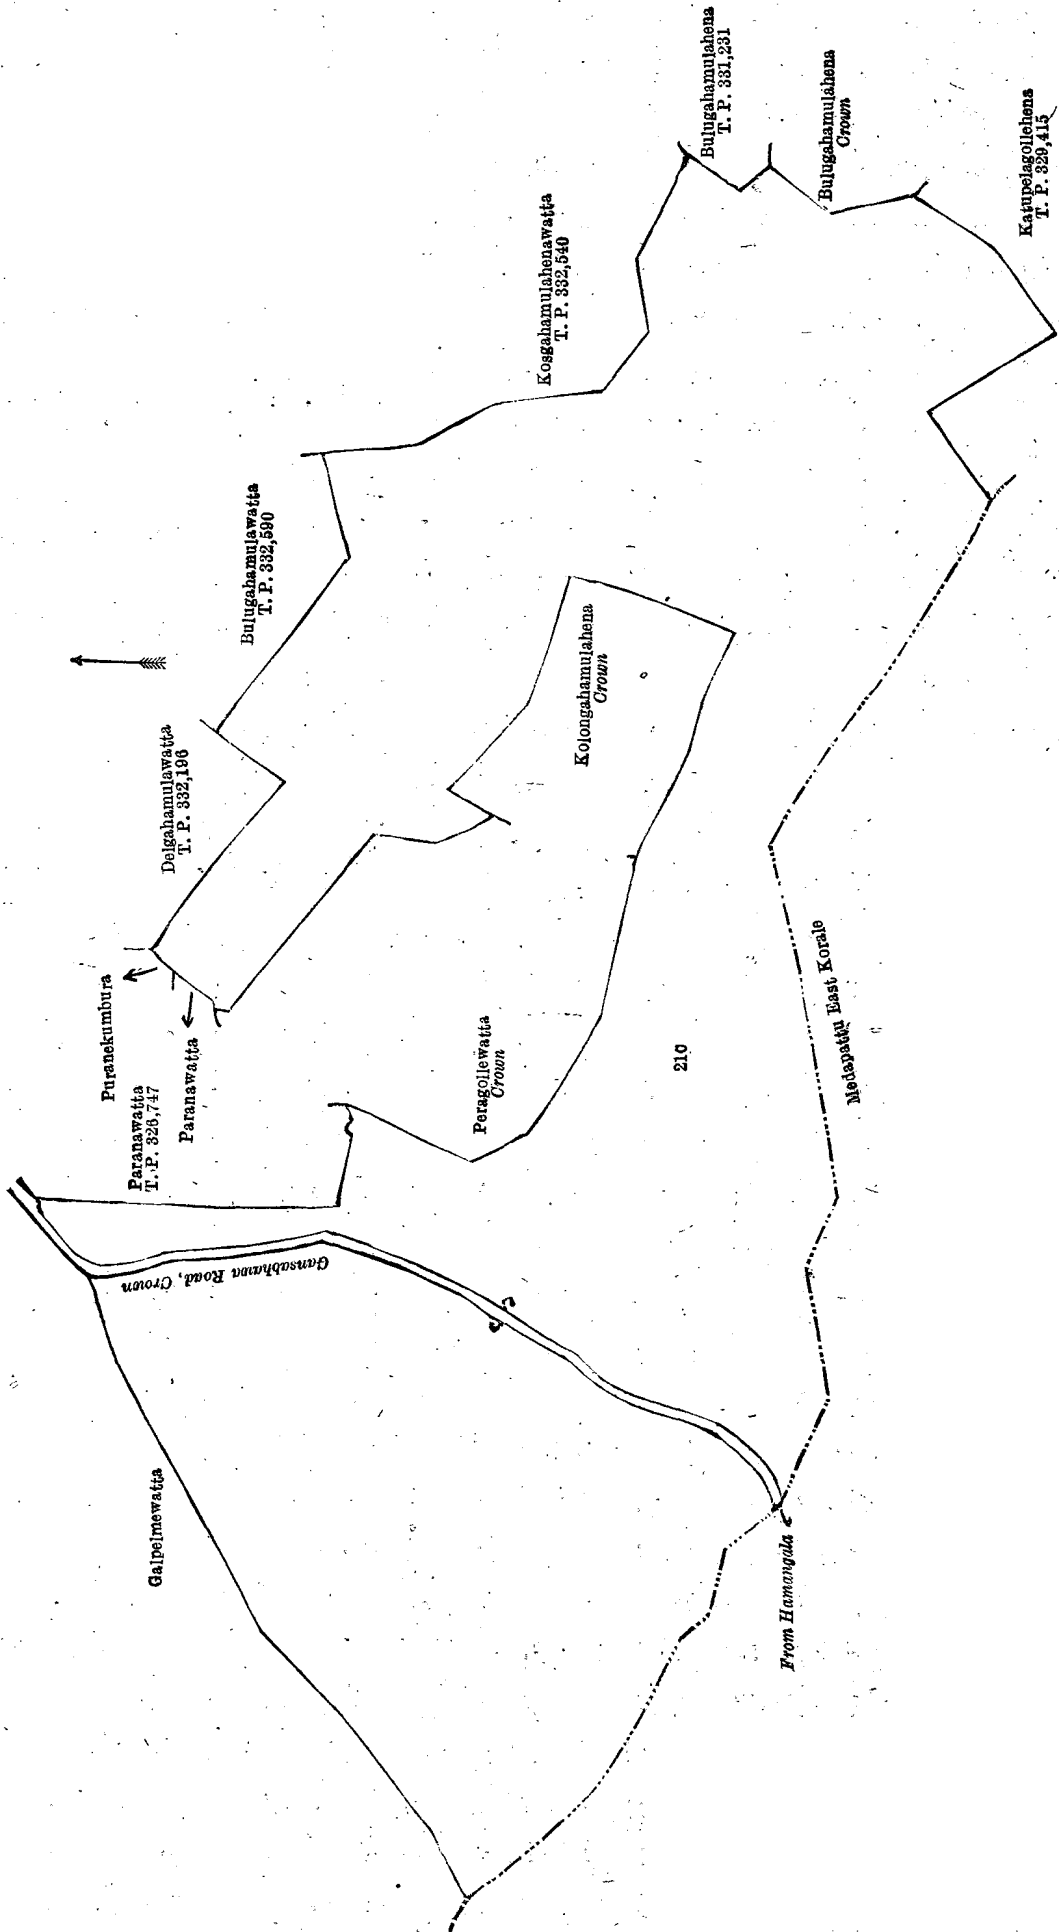 Bulugahamulahena
T. P. 331,231
Bulugahamulahena
Crown
Katupelagollehena
T. P. 329,415
Kosgahamulahenawatta
T. P. 332,540
Bulugahamulawatta
T. P. 332,590
Delgahamulawatta
T. P. 332,196
Kolongahamulahena
Crown
Puranekumbura
Paranawatta
Paranawatta
T. P. 326,747
Peragollewatta
Crown
210
Medapattu East Korale
Gansabhawa Road, Crown
Galpelmewatta
From Hamangala